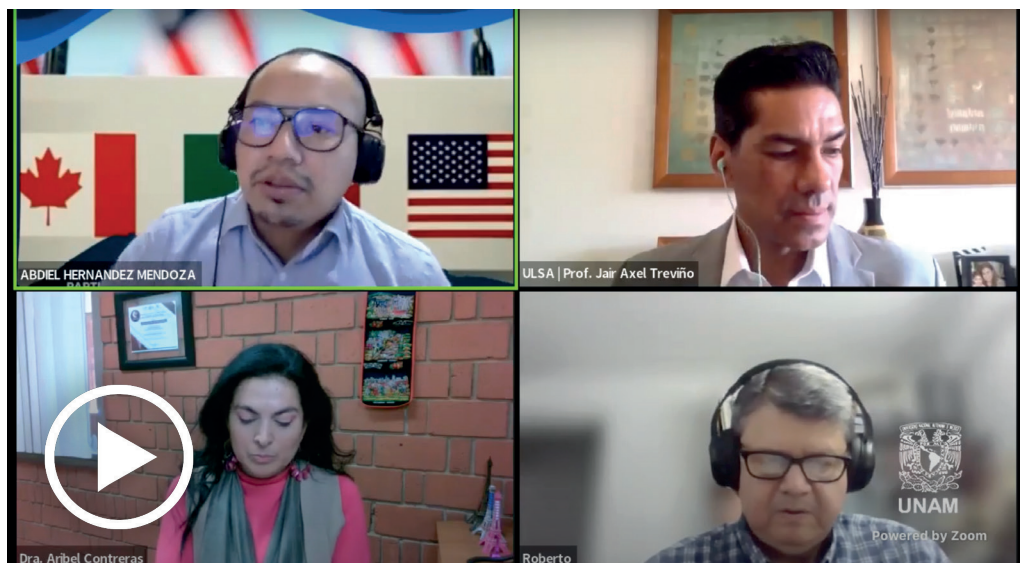 ABDIEL HERNANDEZ MENDOZA
ULSA | Prof. Jair Axel Treviño
Dra. Aribel Contreras
Roberto
UNAM
Powered by Zoom